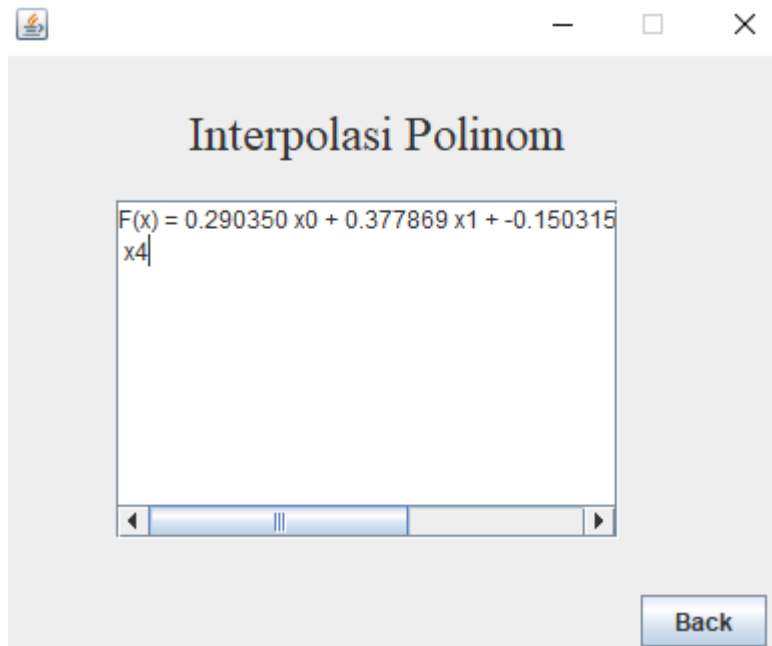 Interpolasi Polinom
F(x) = 0.290350 x0 + 0.377869 x1 + -0.150315
x4
Back